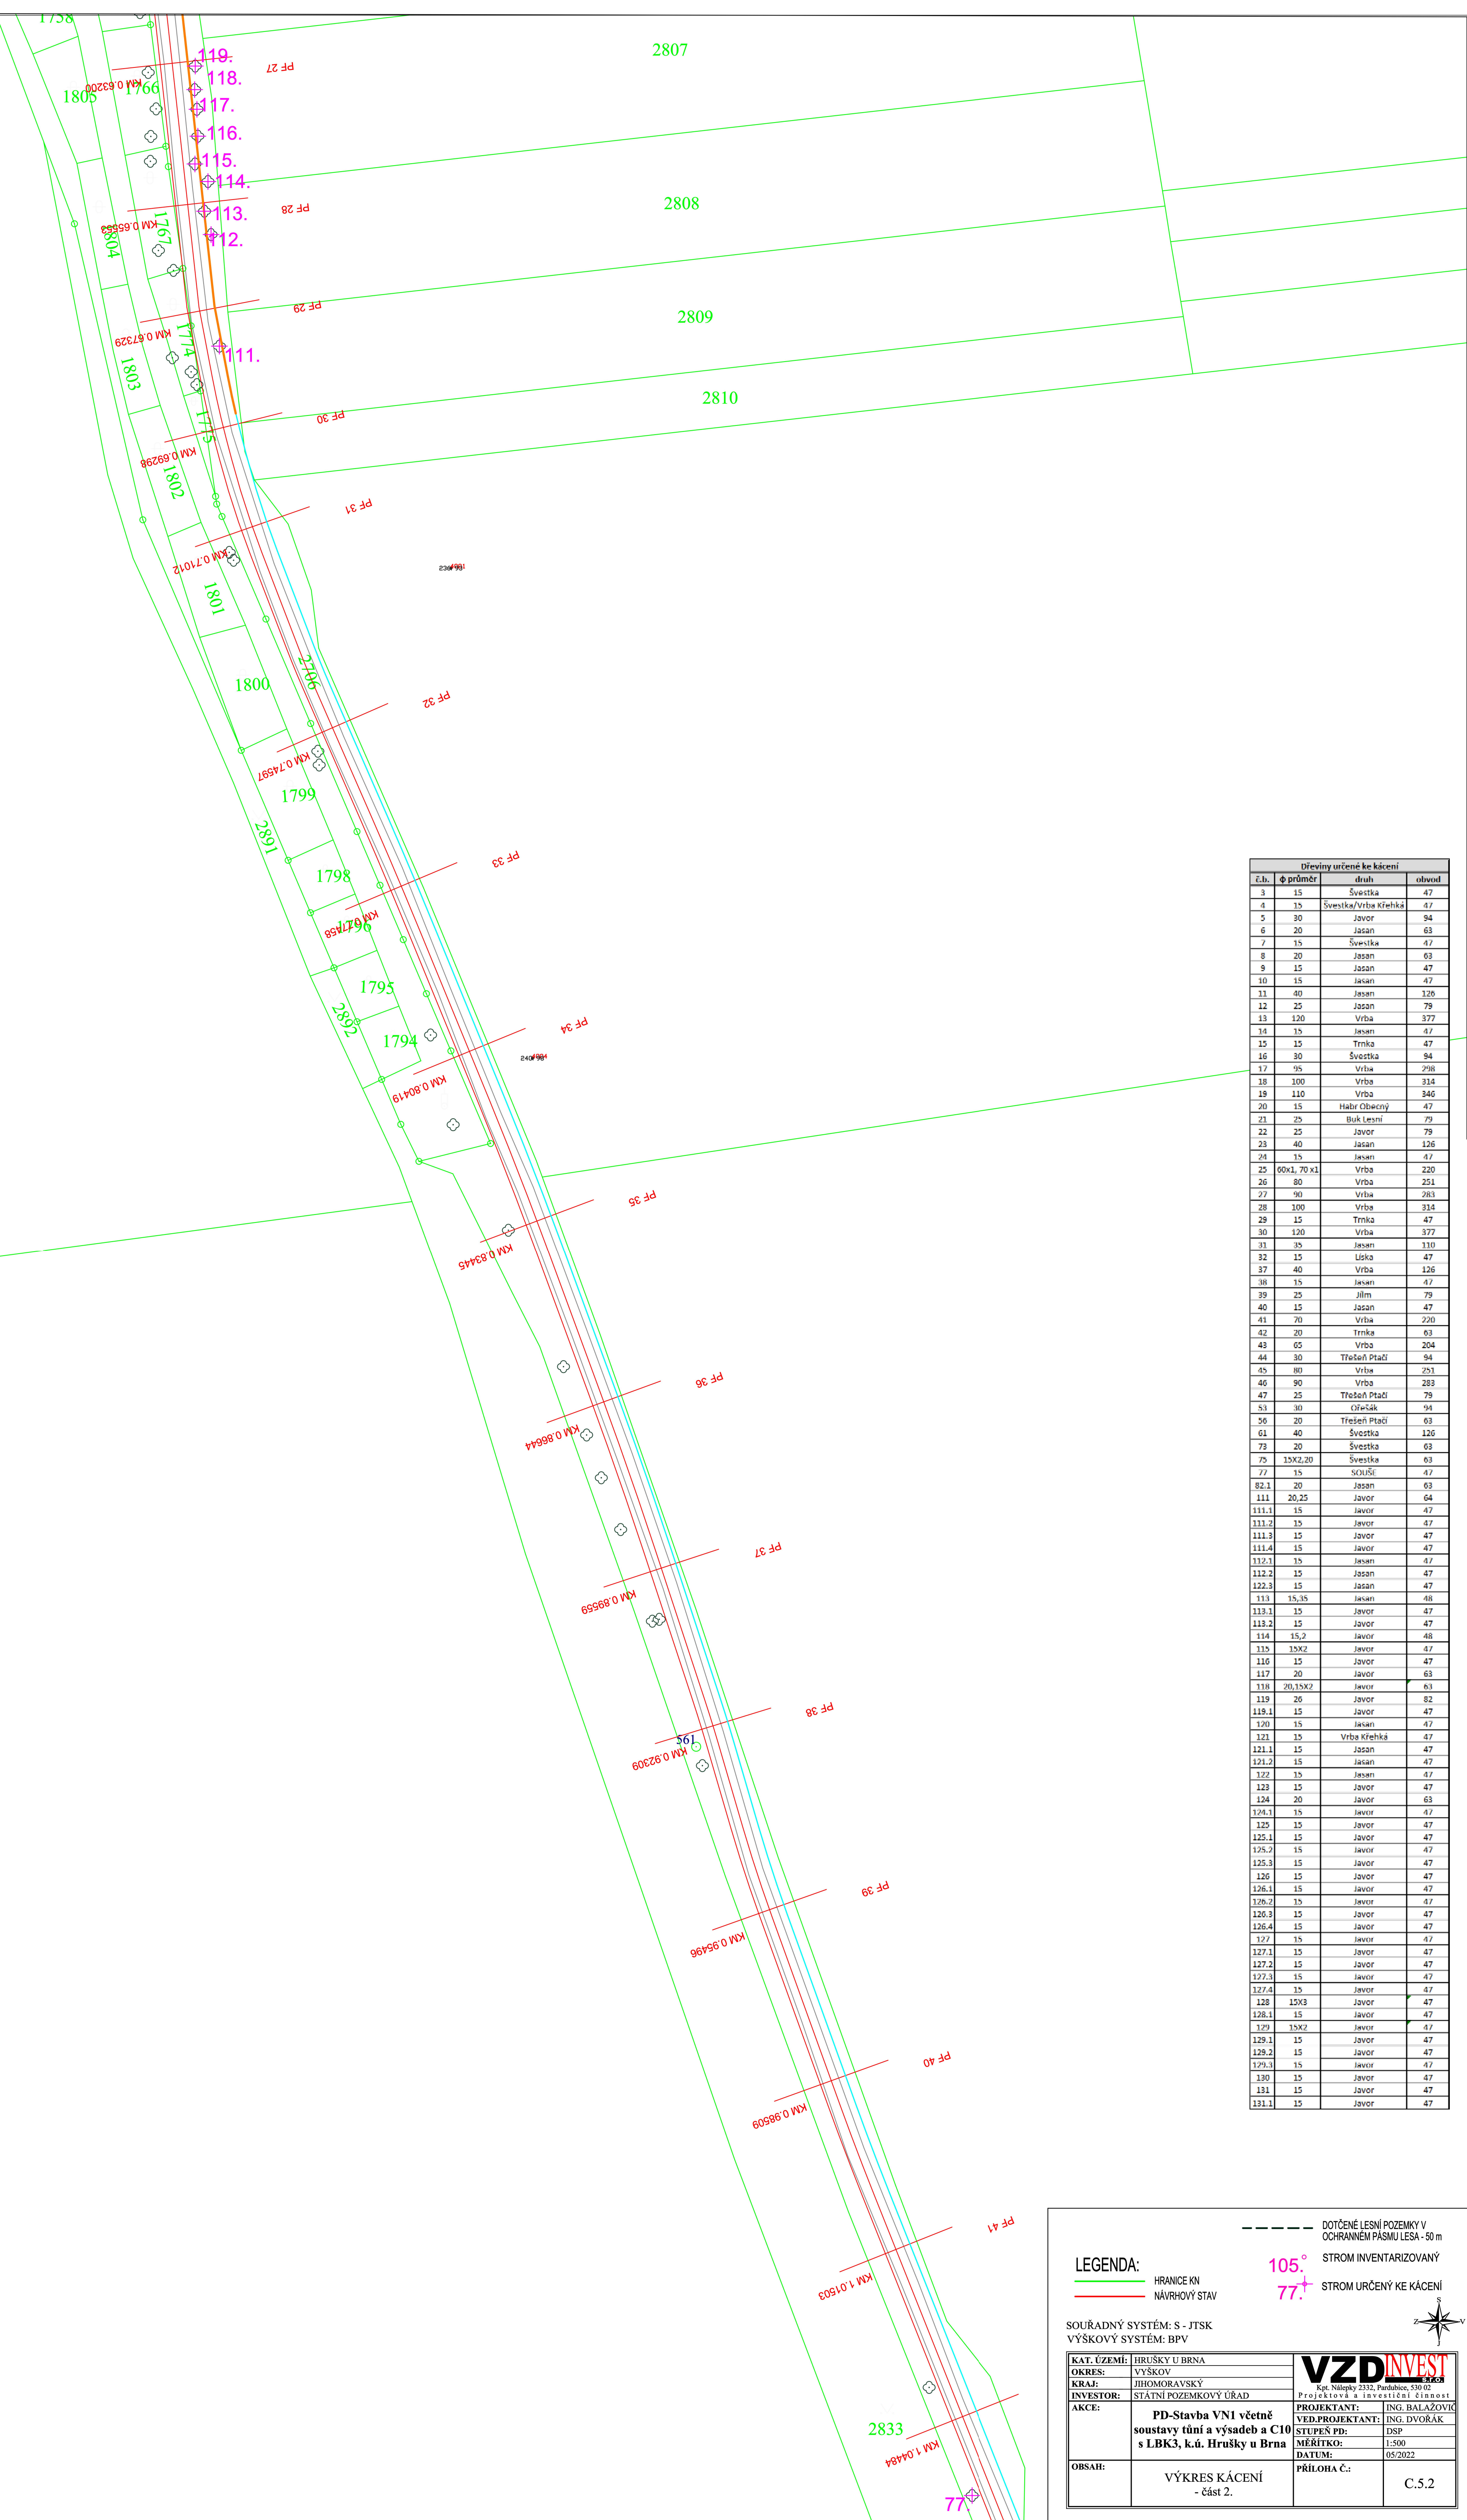 1758
119.
PF 27
2807
118.
KM 0.63200
1766
1805
117.
116.
115.
114.
2808
113.
PF 28
KM 0.65553
1767
112.
1804
PF 29
2809
KM 0.67329
1774
111.
1803
2810
PF 30
1775
KM 0.69298
1802
PF 31
KM 0.71012
1801
2706
1800
PF 32
KM 0.74597
1799
2891
PF 33
1798
KM 0.77458
1796
1795
2892
PF 34
1794
KM 0.80419
PF 35
KM 0.83445
PF 36
KM 0.86644
PF 37
KM 0.89559
PF 38
561
KM 0.92309
PF 39
KM 0.95496
PF 40
KM 0.98509
PF 41
KM 1.01503
2833
KM 1.04484
77.
Dřeviny určené ke kácení
č.b. ϕ průměr druh obvod
3 15 Švestka 47
4 15 Švestka/Vrba Křehká 47
5 30 Javor 94
6 20 Jasan 63
7 15 Švestka 47
8 20 Jasan 63
9 15 Jasan 47
10 15 Jasan 47
11 40 Jasan 126
12 25 Jasan 79
13 120 Vrba 377
14 15 Jasan 47
15 15 Trnka 47
16 30 Švestka 94
17 95 Vrba 298
18 100 Vrba 314
19 110 Vrba 346
20 15 Habr Obecný 47
21 25 Buk Lesní 79
22 25 Javor 79
23 40 Jasan 126
24 15 Jasan 47
25 60x1, 70 x1 Vrba 220
26 80 Vrba 251
27 90 Vrba 283
28 100 Vrba 314
29 15 Trnka 47
30 120 Vrba 377
31 35 Jasan 110
32 15 Líska 47
37 40 Vrba 126
38 15 Jasan 47
39 25 Jílm 79
40 15 Jasan 47
41 70 Vrba 220
42 20 Trnka 63
43 65 Vrba 204
44 30 Třešeň Ptačí 94
45 80 Vrba 251
46 90 Vrba 283
47 25 Třešeň Ptačí 79
53 30 Ořešák 94
56 20 Třešeň Ptačí 63
61 40 Švestka 126
73 20 Švestka 63
75 15X2,20 Švestka 63
77 15 SOUŠE 47
82.1 20 Jasan 63
111 20,25 Javor 64
111.1 15 Javor 47
111.2 15 Javor 47
111.3 15 Javor 47
111.4 15 Javor 47
112.1 15 Jasan 47
112.2 15 Jasan 47
122.3 15 Jasan 47
113 15,35 Jasan 48
113.1 15 Javor 47
113.2 15 Javor 47
114 15,2 Javor 48
115 15X2 Javor 47
116 15 Javor 47
117 20 Javor 63
118 20,15X2 Javor 63
119 26 Javor 82
119.1 15 Javor 47
120 15 Jasan 47
121 15 Vrba Křehká 47
121.1 15 Jasan 47
121.2 15 Jasan 47
122 15 Jasan 47
123 15 Javor 47
124 20 Javor 63
124.1 15 Javor 47
125 15 Javor 47
125.1 15 Javor 47
125.2 15 Javor 47
125.3 15 Javor 47
126 15 Javor 47
126.1 15 Javor 47
126.2 15 Javor 47
126.3 15 Javor 47
126.4 15 Javor 47
127 15 Javor 47
127.1 15 Javor 47
127.2 15 Javor 47
127.3 15 Javor 47
127.4 15 Javor 47
128 15X3 Javor 47
128.1 15 Javor 47
129 15X2 Javor 47
129.1 15 Javor 47
129.2 15 Javor 47
129.3 15 Javor 47
130 15 Javor 47
131 15 Javor 47
131.1 15 Javor 47
DOTČENÉ LESNÍ POZEMKY V
OCHRANNÉM PÁSMU LESA - 50 m
LEGENDA:
105. STROM INVENTARIZOVANÝ
HRANICE KN
77. STROM URČENÝ KE KÁCENÍ
NÁVRHOVÝ STAV
S
Z V
J
SOUŘADNÝ SYSTÉM: S - JTSK
VÝŠKOVÝ SYSTÉM: BPV
KAT. ÚZEMÍ: HRUŠKY U BRNA
OKRES: VYŠKOV
KRAJ: JIHOMORAVSKÝ
INVESTOR: STÁTNÍ POZEMKOVÝ ÚŘAD
VZD INVEST s.r.o.
Kpt. Nálepky 2332, Pardubice, 530 02
Projektová a investiční činnost
AKCE:
PD-Stavba VN1 včetně
soustavy tůní a výsadeb a C10
s LBK3, k.ú. Hrušky u Brna
PROJEKTANT: ING. BALAŽOVIČ
VED.PROJEKTANT: ING. DVOŘÁK
STUPEŇ PD: DSP
MĚŘÍTKO: 1:500
DATUM: 05/2022
OBSAH:
VÝKRES KÁCENÍ
- část 2.
PŘÍLOHA Č.:
C.5.2